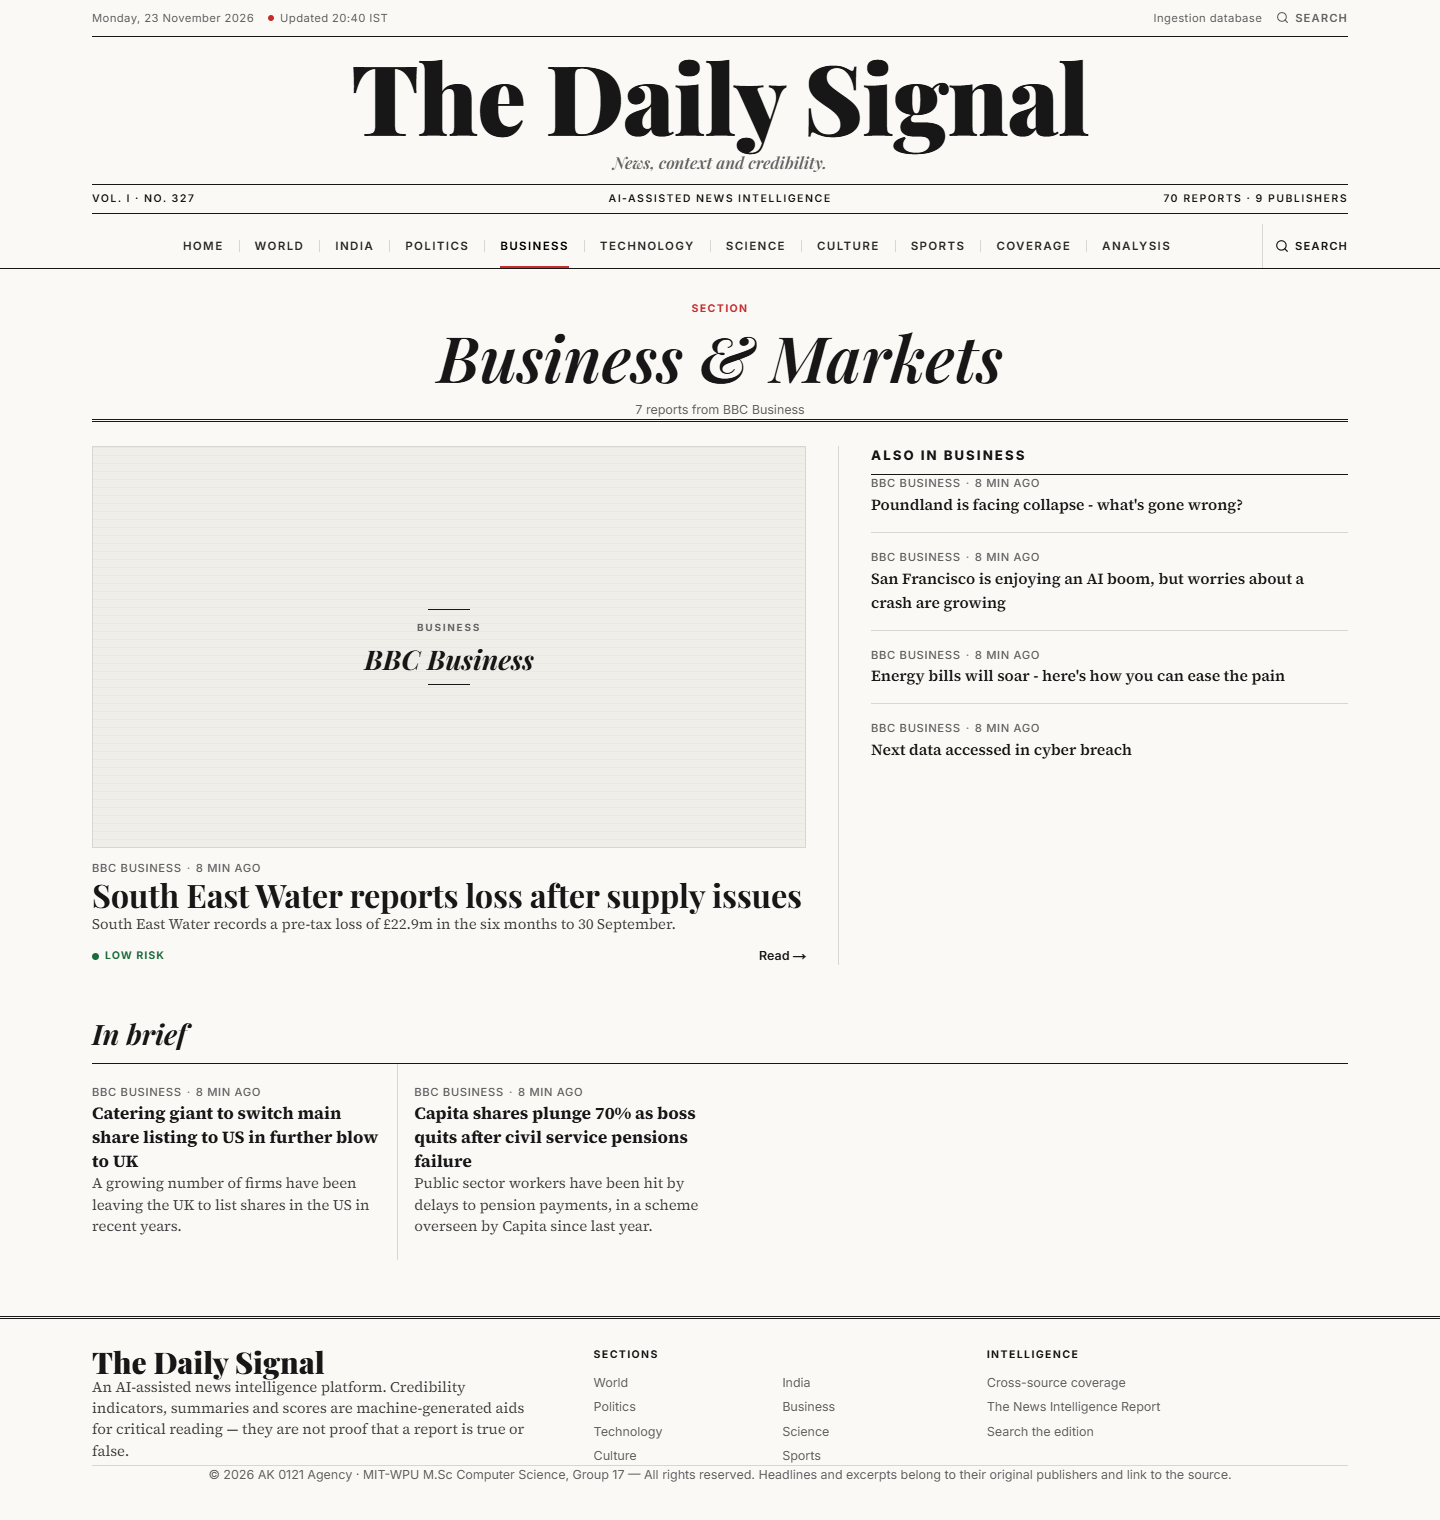 Monday, 23 November 2026 Updated 20:40 IST
Ingestion database SEARCH
The Daily Signal
News, context and credibility.
VOL. I · NO. 327
AI-ASSISTED NEWS INTELLIGENCE
70 REPORTS · 9 PUBLISHERS
HOME WORLD INDIA POLITICS BUSINESS TECHNOLOGY SCIENCE CULTURE SPORTS COVERAGE ANALYSIS SEARCH
SECTION
Business & Markets
7 reports from BBC Business
BUSINESS
BBC Business
BBC BUSINESS · 8 MIN AGO
South East Water reports loss after supply issues
South East Water records a pre-tax loss of £22.9m in the six months to 30 September.
LOW RISK
Read →
ALSO IN BUSINESS
BBC BUSINESS · 8 MIN AGO
Poundland is facing collapse - what's gone wrong?
BBC BUSINESS · 8 MIN AGO
San Francisco is enjoying an AI boom, but worries about a
crash are growing
BBC BUSINESS · 8 MIN AGO
Energy bills will soar - here's how you can ease the pain
BBC BUSINESS · 8 MIN AGO
Next data accessed in cyber breach
In brief
BBC BUSINESS · 8 MIN AGO
Catering giant to switch main
share listing to US in further blow
to UK
A growing number of firms have been
leaving the UK to list shares in the US in
recent years.
BBC BUSINESS · 8 MIN AGO
Capita shares plunge 70% as boss
quits after civil service pensions
failure
Public sector workers have been hit by
delays to pension payments, in a scheme
overseen by Capita since last year.
The Daily Signal
An AI-assisted news intelligence platform. Credibility
indicators, summaries and scores are machine-generated aids
for critical reading — they are not proof that a report is true or
false.
SECTIONS
World India
Politics Business
Technology Science
Culture Sports
INTELLIGENCE
Cross-source coverage
The News Intelligence Report
Search the edition
© 2026 AK 0121 Agency · MIT-WPU M.Sc Computer Science, Group 17 — All rights reserved. Headlines and excerpts belong to their original publishers and link to the source.